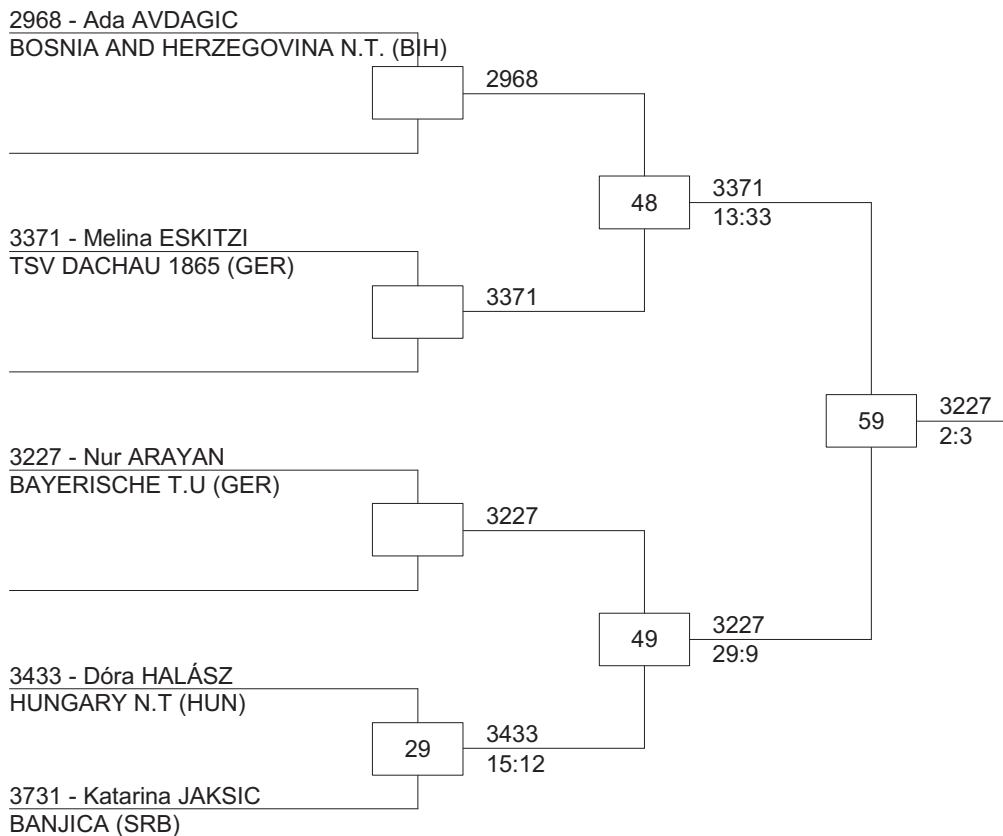 2968 - Ada AVDAGIC
BOSNIA AND HERZEGOVINA N.T. (BIH)
2968
48
3371
13:33
3371 - Melina ESKITZI
TSV DACHAU 1865 (GER)
3371
59
3227
2:3
3227 - Nur ARAYAN
BAYERISCHE T.U (GER)
3227
49
3227
29:9
3433 - Dóra HALÁSZ
HUNGARY N.T (HUN)
29
3433
15:12
3731 - Katarina JAKSIC
BANJICA (SRB)